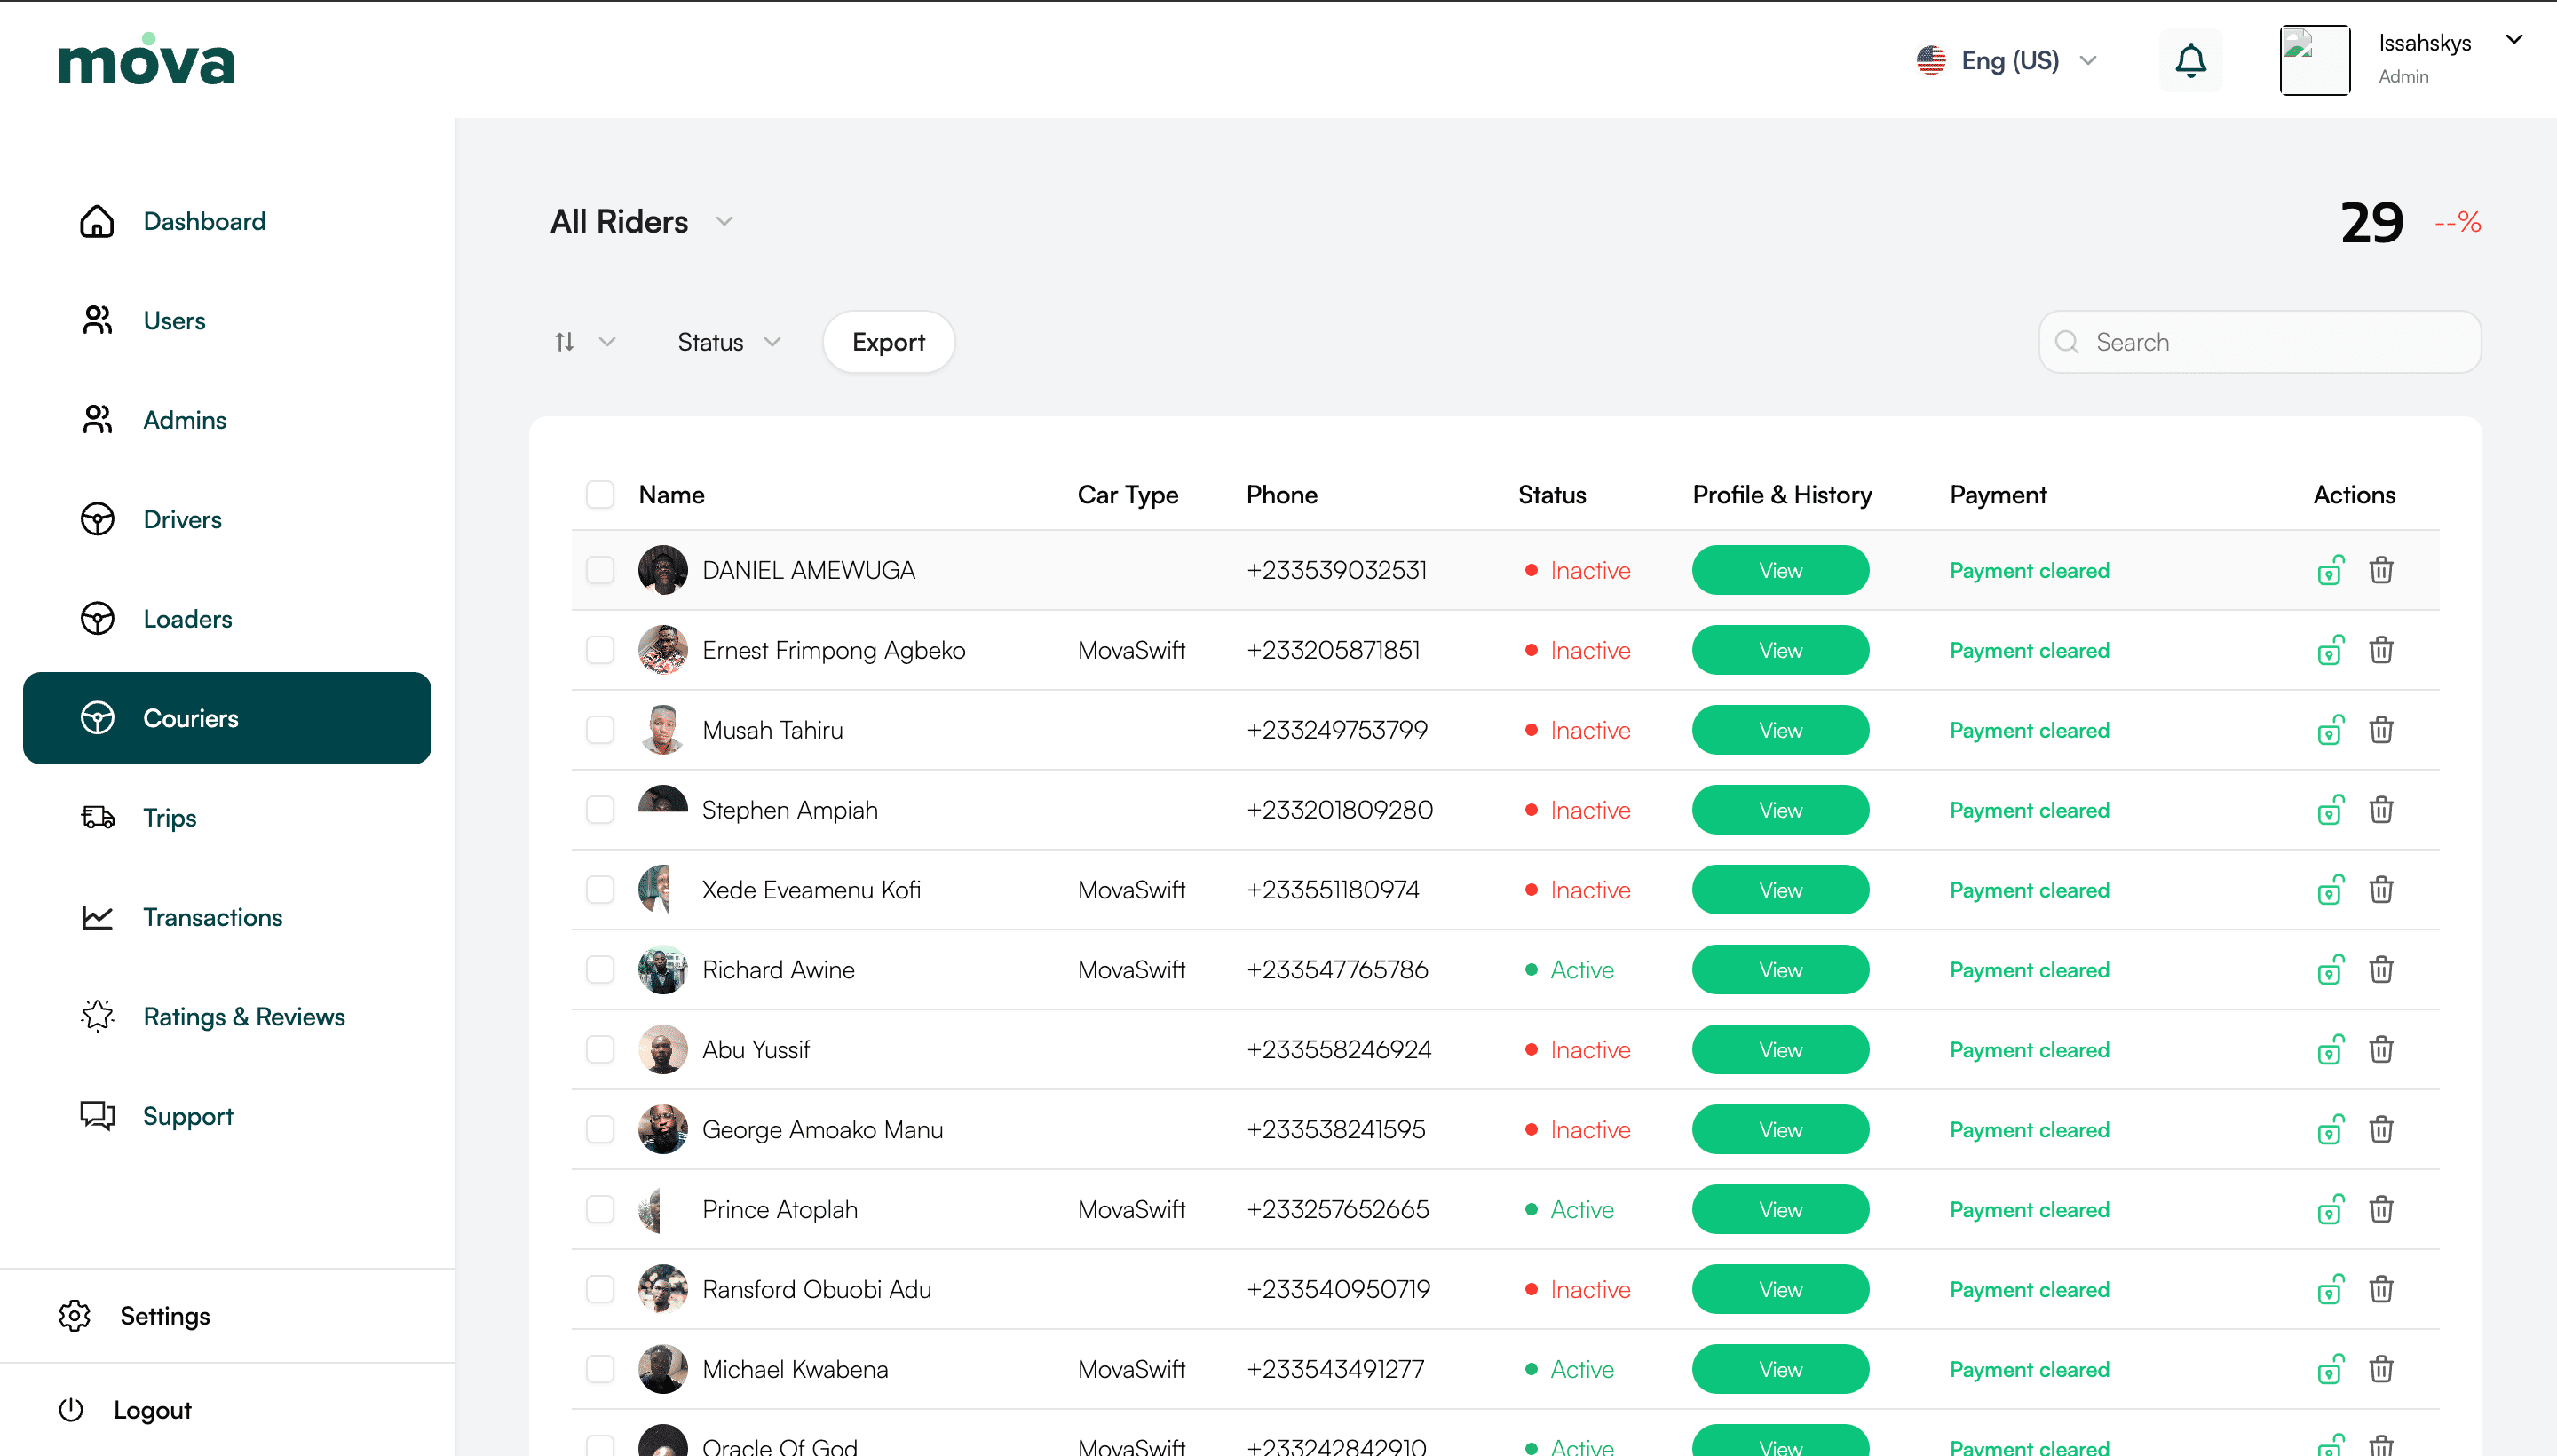 mova
Eng (US)
Issahskys
Admin
Dashboard
Users
Admins
Drivers
Loaders
Couriers
Trips
Transactions
Ratings & Reviews
Support
Settings
Logout
All Riders
29 --%
Status Export Search
Name Car Type Phone Status Profile & History Payment Actions
DANIEL AMEWUGA +233539032531 Inactive View Payment cleared
Ernest Frimpong Agbeko MovaSwift +233205871851 Inactive View Payment cleared
Musah Tahiru +233249753799 Inactive View Payment cleared
Stephen Ampiah +233201809280 Inactive View Payment cleared
Xede Eveamenu Kofi MovaSwift +233551180974 Inactive View Payment cleared
Richard Awine MovaSwift +233547765786 Active View Payment cleared
Abu Yussif +233558246924 Inactive View Payment cleared
George Amoako Manu +233538241595 Inactive View Payment cleared
Prince Atoplah MovaSwift +233257652665 Active View Payment cleared
Ransford Obuobi Adu +233540950719 Inactive View Payment cleared
Michael Kwabena MovaSwift +233543491277 Active View Payment cleared
Oracle Of God MovaSwift +233242842910 Active View Payment cleared